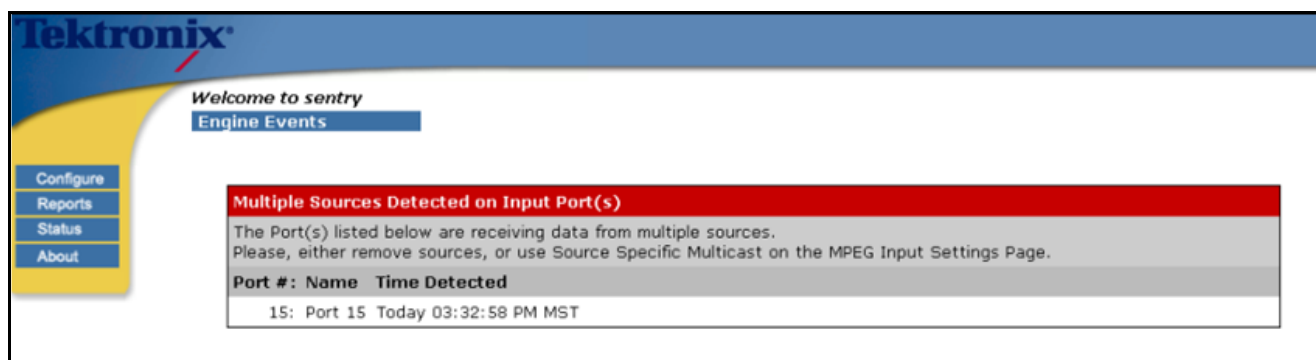 Tektronix®
Welcome to sentry
Engine Events
Configure
Reports
Status
About
Multiple Sources Detected on Input Port(s)
The Port(s) listed below are receiving data from multiple sources.
Please, either remove sources, or use Source Specific Multicast on the MPEG Input Settings Page.
Port #: Name Time Detected
15: Port 15 Today 03:32:58 PM MST